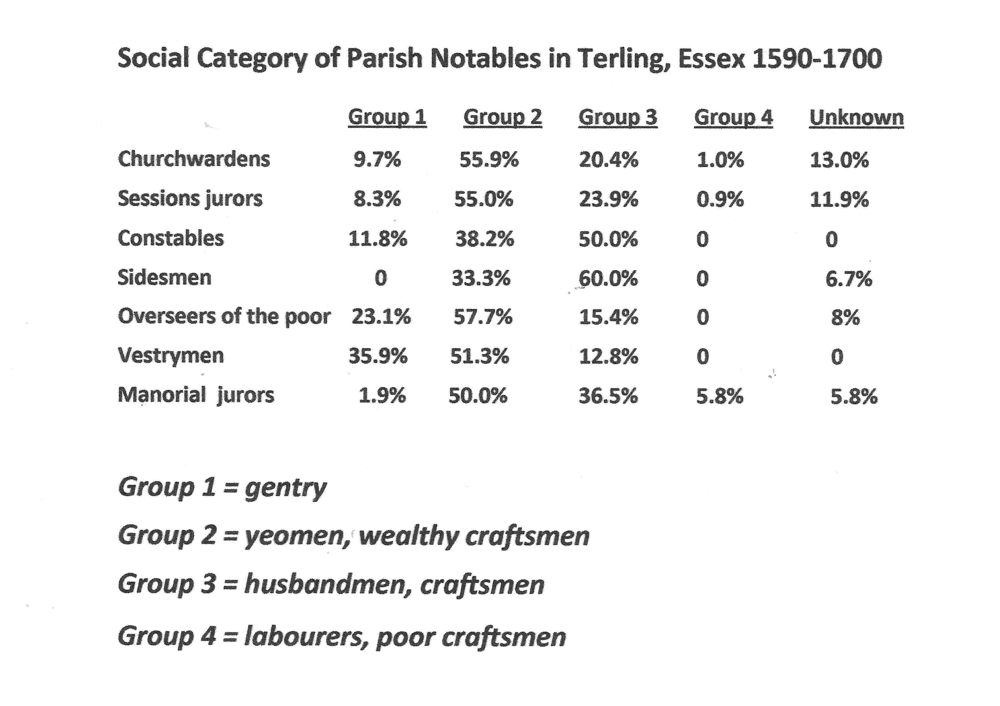 Social Category of Parish Notables in Terling, Essex 1590-1700
Group 1 Group 2 Group 3 Group 4 Unknown
Churchwardens 9.7% 55.9% 20.4% 1.0% 13.0%
Sessions jurors 8.3% 55.0% 23.9% 0.9% 11.9%
Constables 11.8% 38.2% 50.0% 0 0
Sidesmen 0 33.3% 60.0% 0 6.7%
Overseers of the poor 23.1% 57.7% 15.4% 0 8%
Vestrymen 35.9% 51.3% 12.8% 0 0
Manorial jurors 1.9% 50.0% 36.5% 5.8% 5.8%
Group 1 = gentry
Group 2 = yeomen, wealthy craftsmen
Group 3 = husbandmen, craftsmen
Group 4 = labourers, poor craftsmen